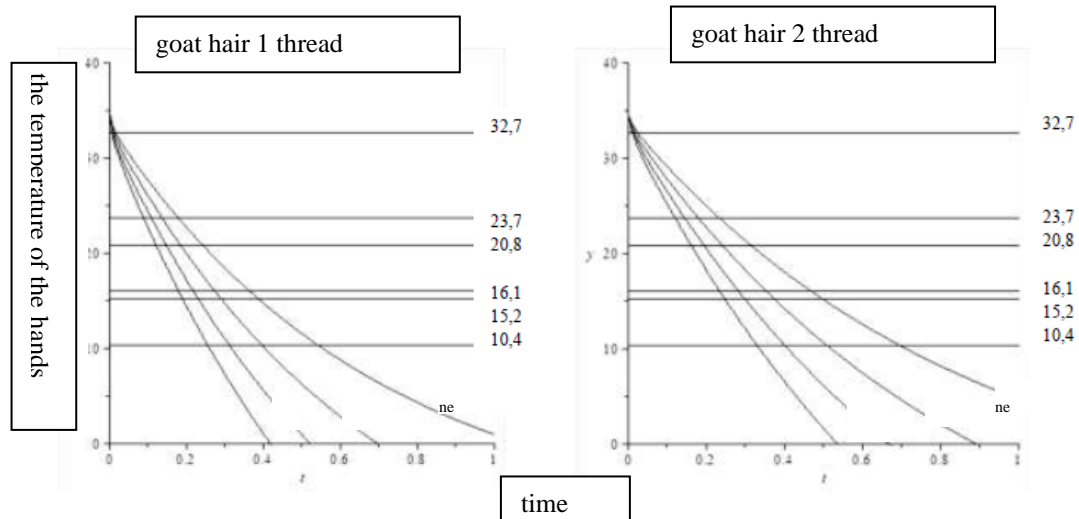 goat hair 1 thread
goat hair 2 thread
the temperature of the hands
40
32,7
30
23,7
20,8
20
16,1
15,2
10,4
10
ne
0
0 0.2 0.4 0.6 0.8 1
t
40
32,7
30
23,7
20,8
y 20
16,1
15,2
10,4
10
ne
0
0 0.2 0.4 0.6 0.8 1
t
time